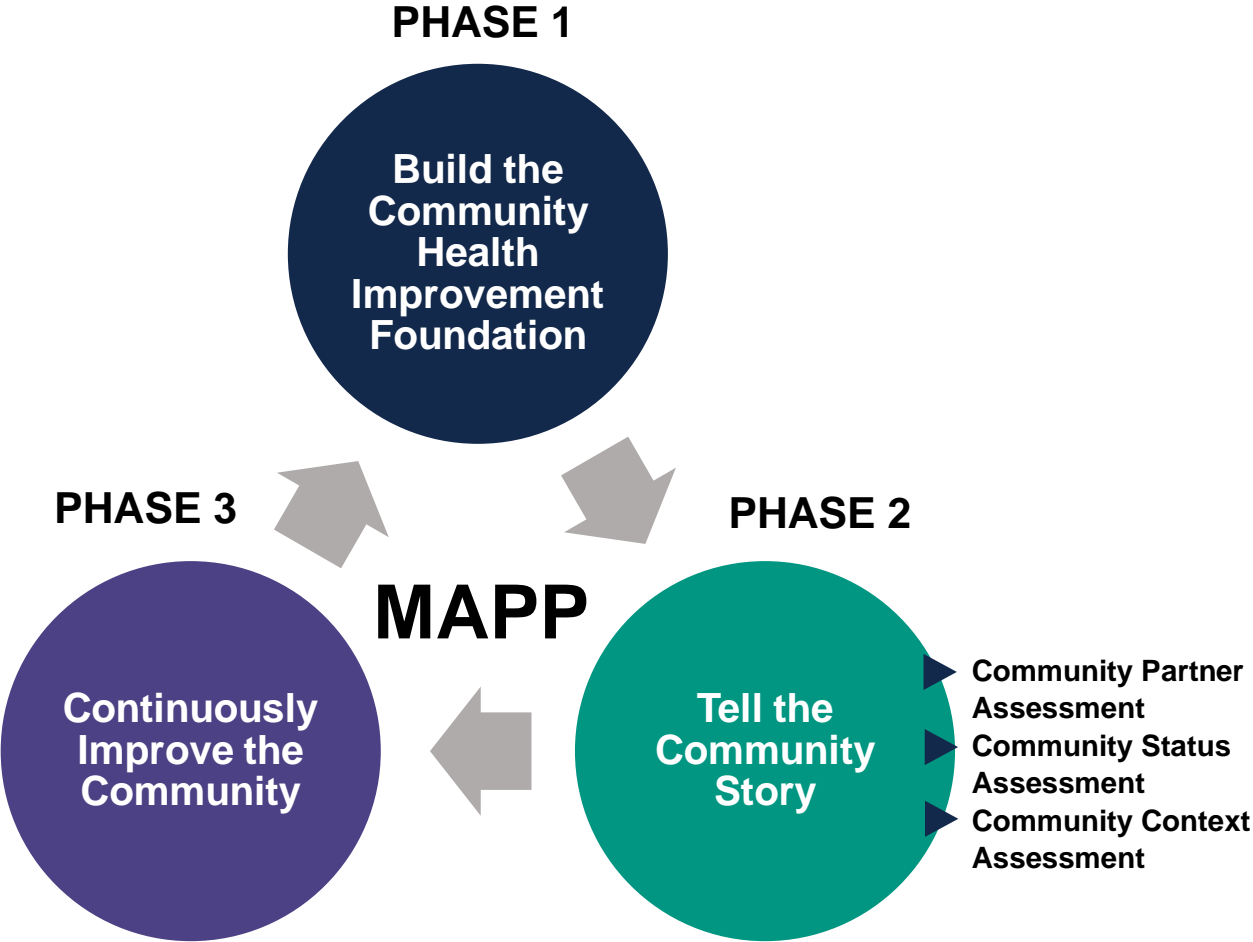 PHASE 1
Build the
Community
Health
Improvement
Foundation
PHASE 3
PHASE 2
MAPP
Continuously
Improve the
Community
Tell the
Community
Story
Community Partner
Assessment
Community Status
Assessment
Community Context
Assessment